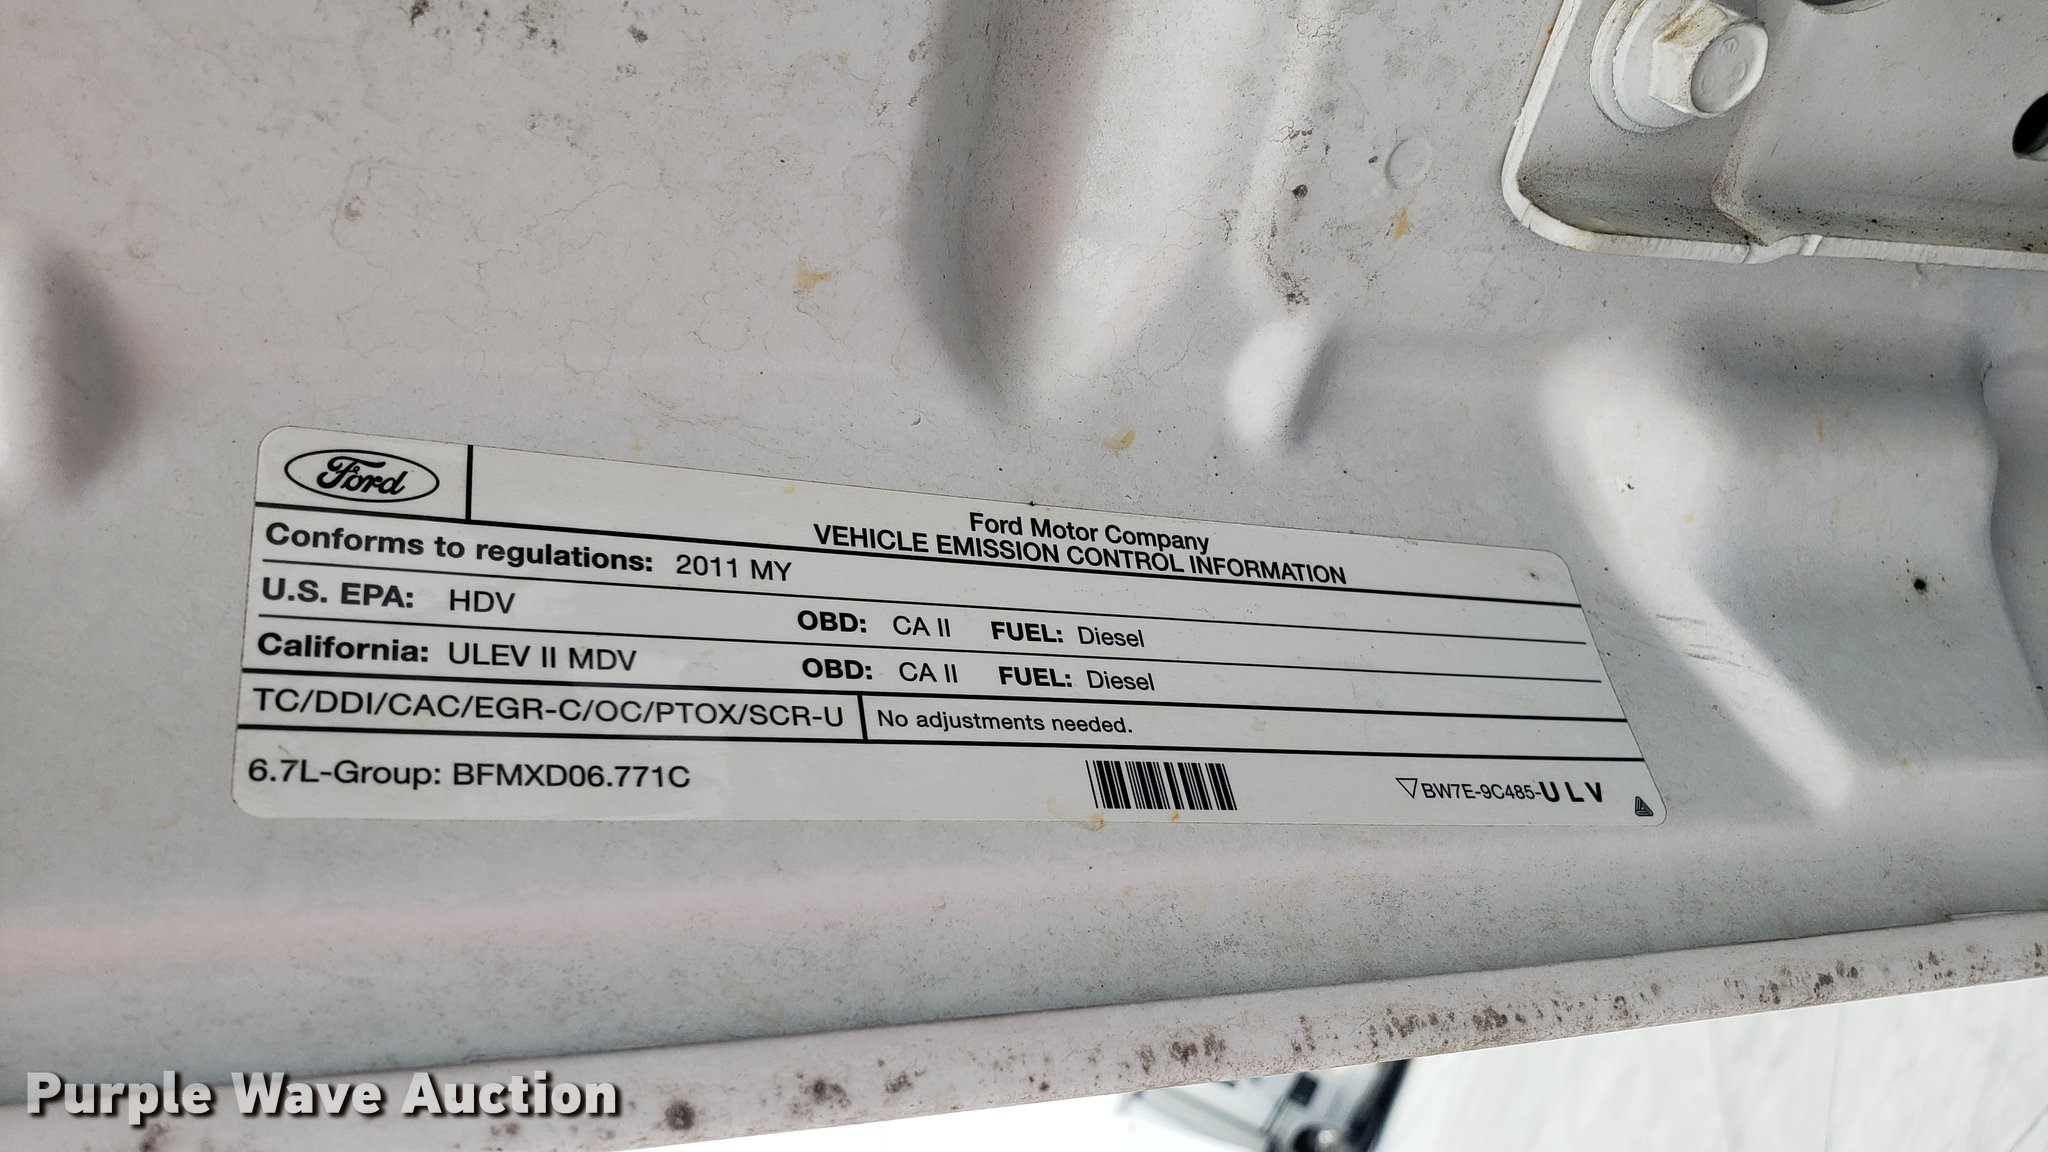 Ford
Ford Motor Company
VEHICLE EMISSION CONTROL INFORMATION
Conforms to regulations: 2011 MY
U.S. EPA: HDV OBD: CA II FUEL: Diesel
California: ULEV II MDV OBD: CA II FUEL: Diesel
TC/DDI/CAC/EGR-C/OC/PTOX/SCR-U No adjustments needed.
6.7L-Group: BFMXD06.771C BW7E-9C485-ULV
Purple Wave Auction